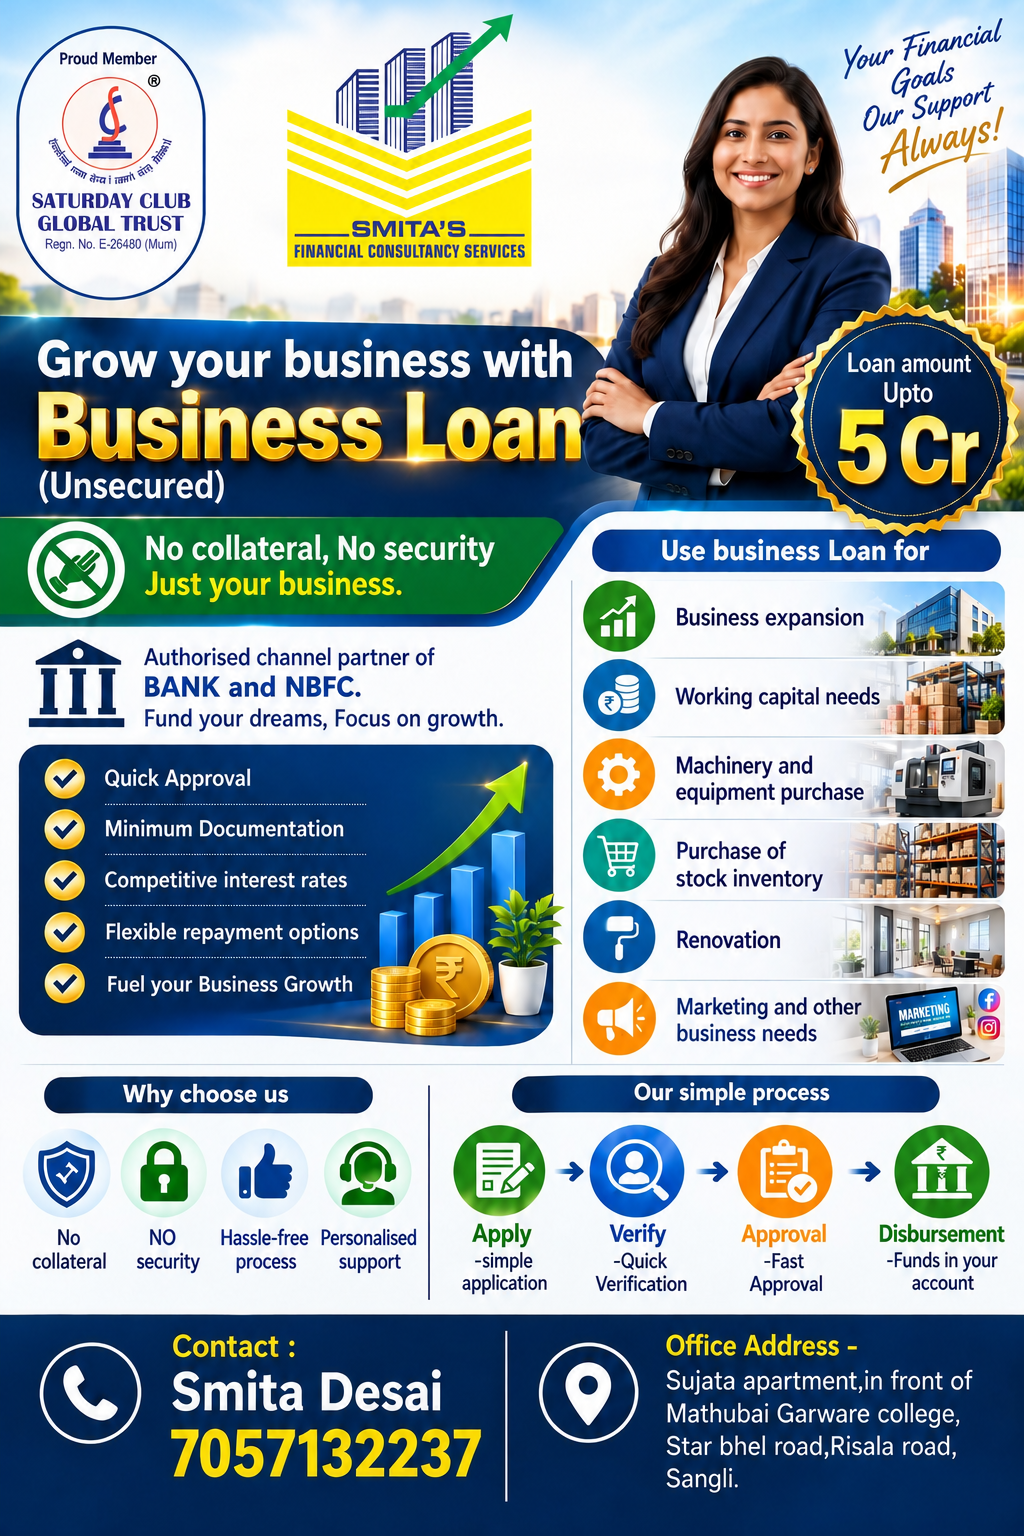 Proud Member
®
SATURDAY CLUB
GLOBAL TRUST
Regn. No. E-26480 (Mum)
SMITA'S
FINANCIAL CONSULTANCY SERVICES
Your Financial
Goals
Our Support
Always!
Grow your business with
Business Loan
(Unsecured)
Loan amount
Upto
5 Cr
No collateral, No security
Just your business.
Authorised channel partner of
BANK and NBFC.
Fund your dreams, Focus on growth.
Quick Approval
Minimum Documentation
Competitive interest rates
Flexible repayment options
Fuel your Business Growth
₹
Use business Loan for
Business expansion
₹
Working capital needs
Machinery and
equipment purchase
Purchase of
stock inventory
Renovation
Marketing and other
business needs
MARKETING
Why choose us
No
collateral
NO
security
Hassle-free
process
Personalised
support
Our simple process
Apply
-simple
application
Verify
-Quick
Verification
Approval
-Fast
Approval
₹
Disbursement
-Funds in your
account
Contact :
Smita Desai
7057132237
Office Address -
Sujata apartment,in front of
Mathubai Garware college,
Star bhel road,Risala road,
Sangli.